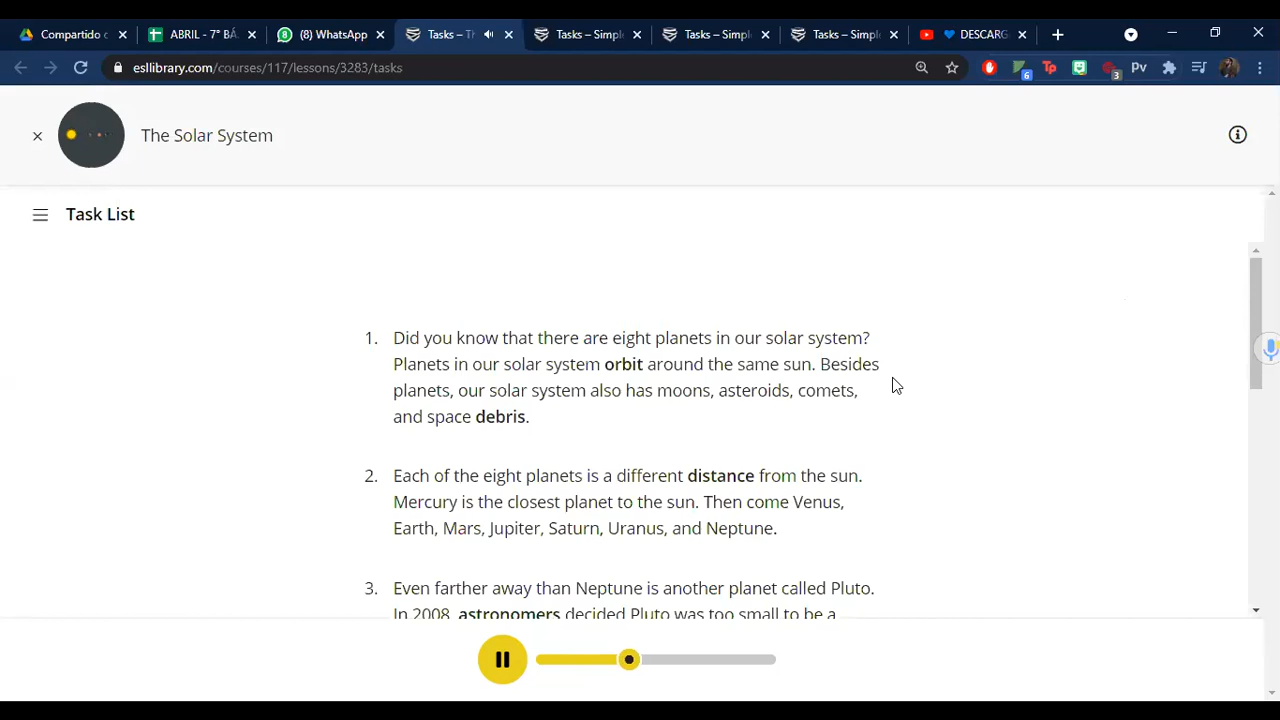 Compartido c
ABRIL - 7° BÁ
(8) WhatsApp
Tasks – Th
Tasks – Simple
Tasks – Simple
Tasks – Simple
DESCARG
esllibrary.com/courses/117/lessons/3283/tasks
6
3
Pv
The Solar System
Task List
1. Did you know that there are eight planets in our solar system?
Planets in our solar system orbit around the same sun. Besides
planets, our solar system also has moons, asteroids, comets,
and space debris.
2. Each of the eight planets is a different distance from the sun.
Mercury is the closest planet to the sun. Then come Venus,
Earth, Mars, Jupiter, Saturn, Uranus, and Neptune.
3. Even farther away than Neptune is another planet called Pluto.
In 2008, astronomers decided Pluto was too small to be a